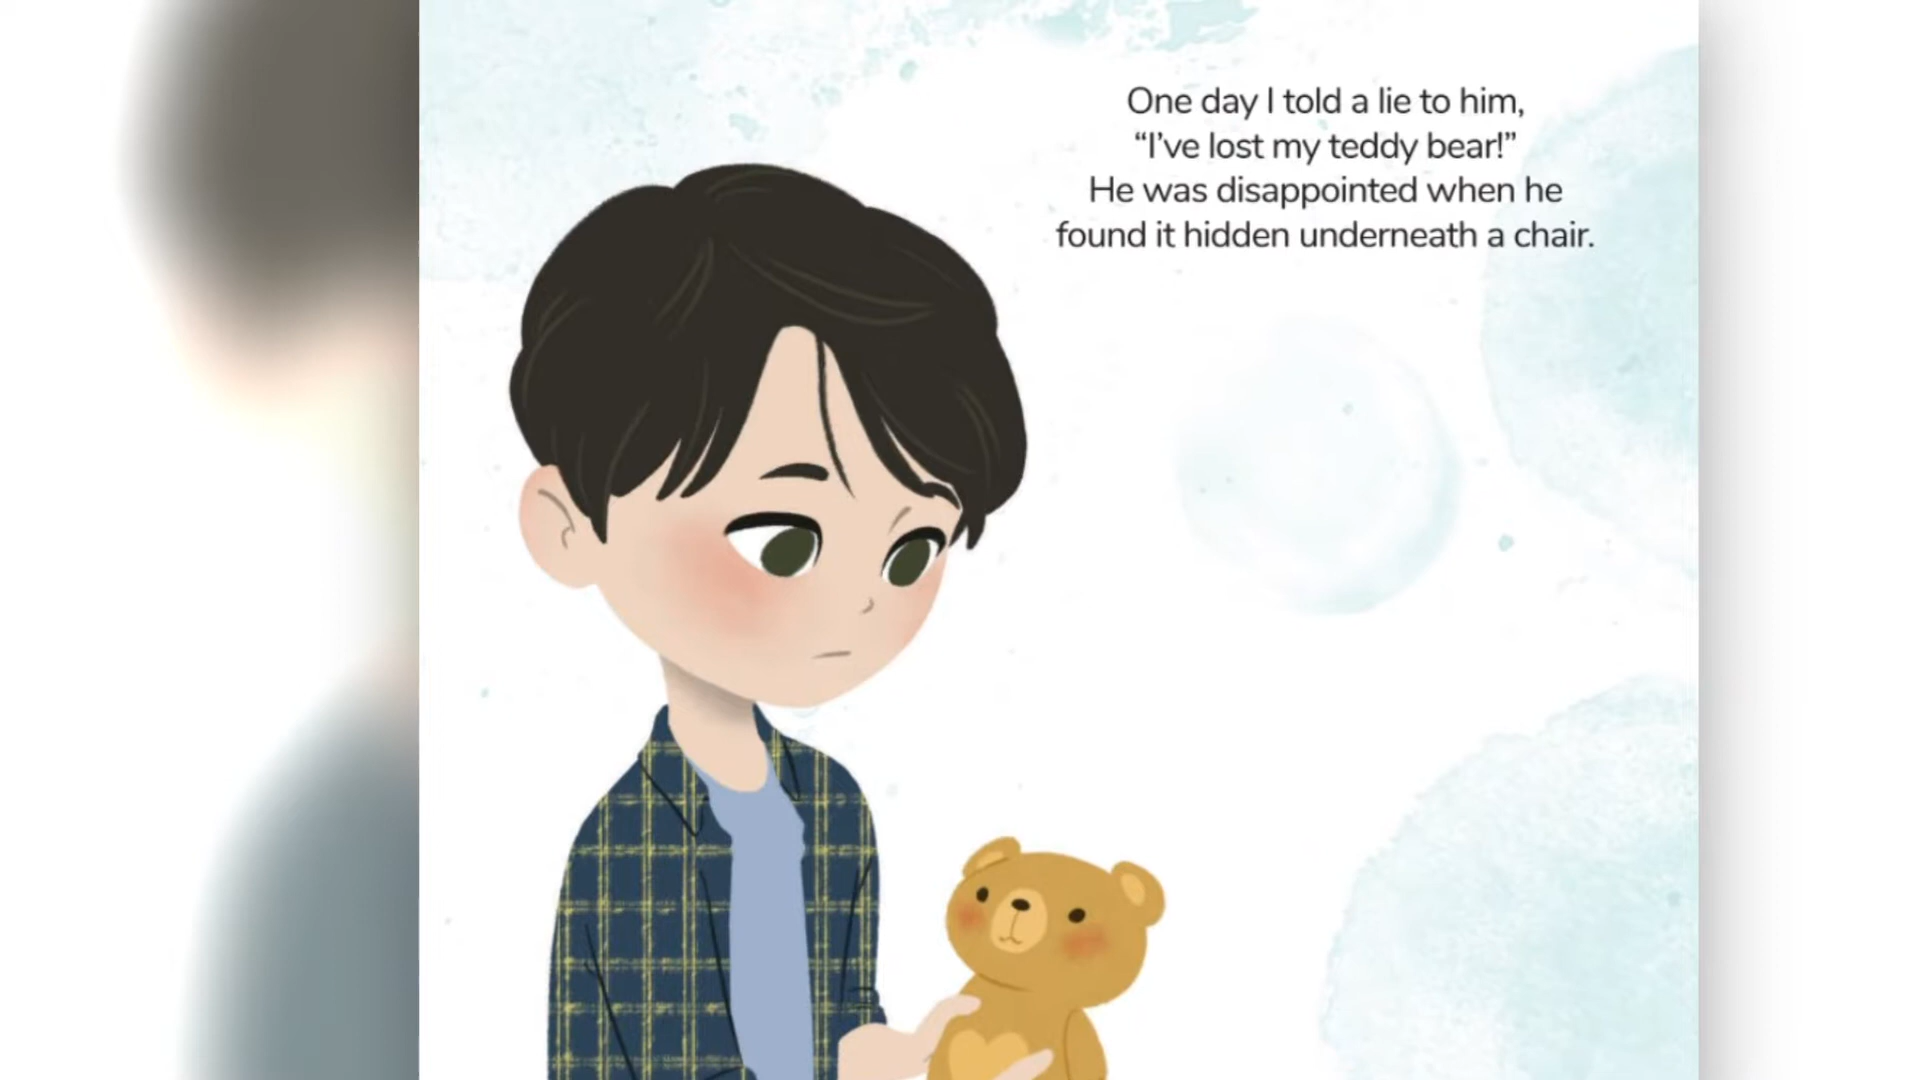 One day I told a lie to him,
“I’ve lost my teddy bear!”
He was disappointed when he
found it hidden underneath a chair.